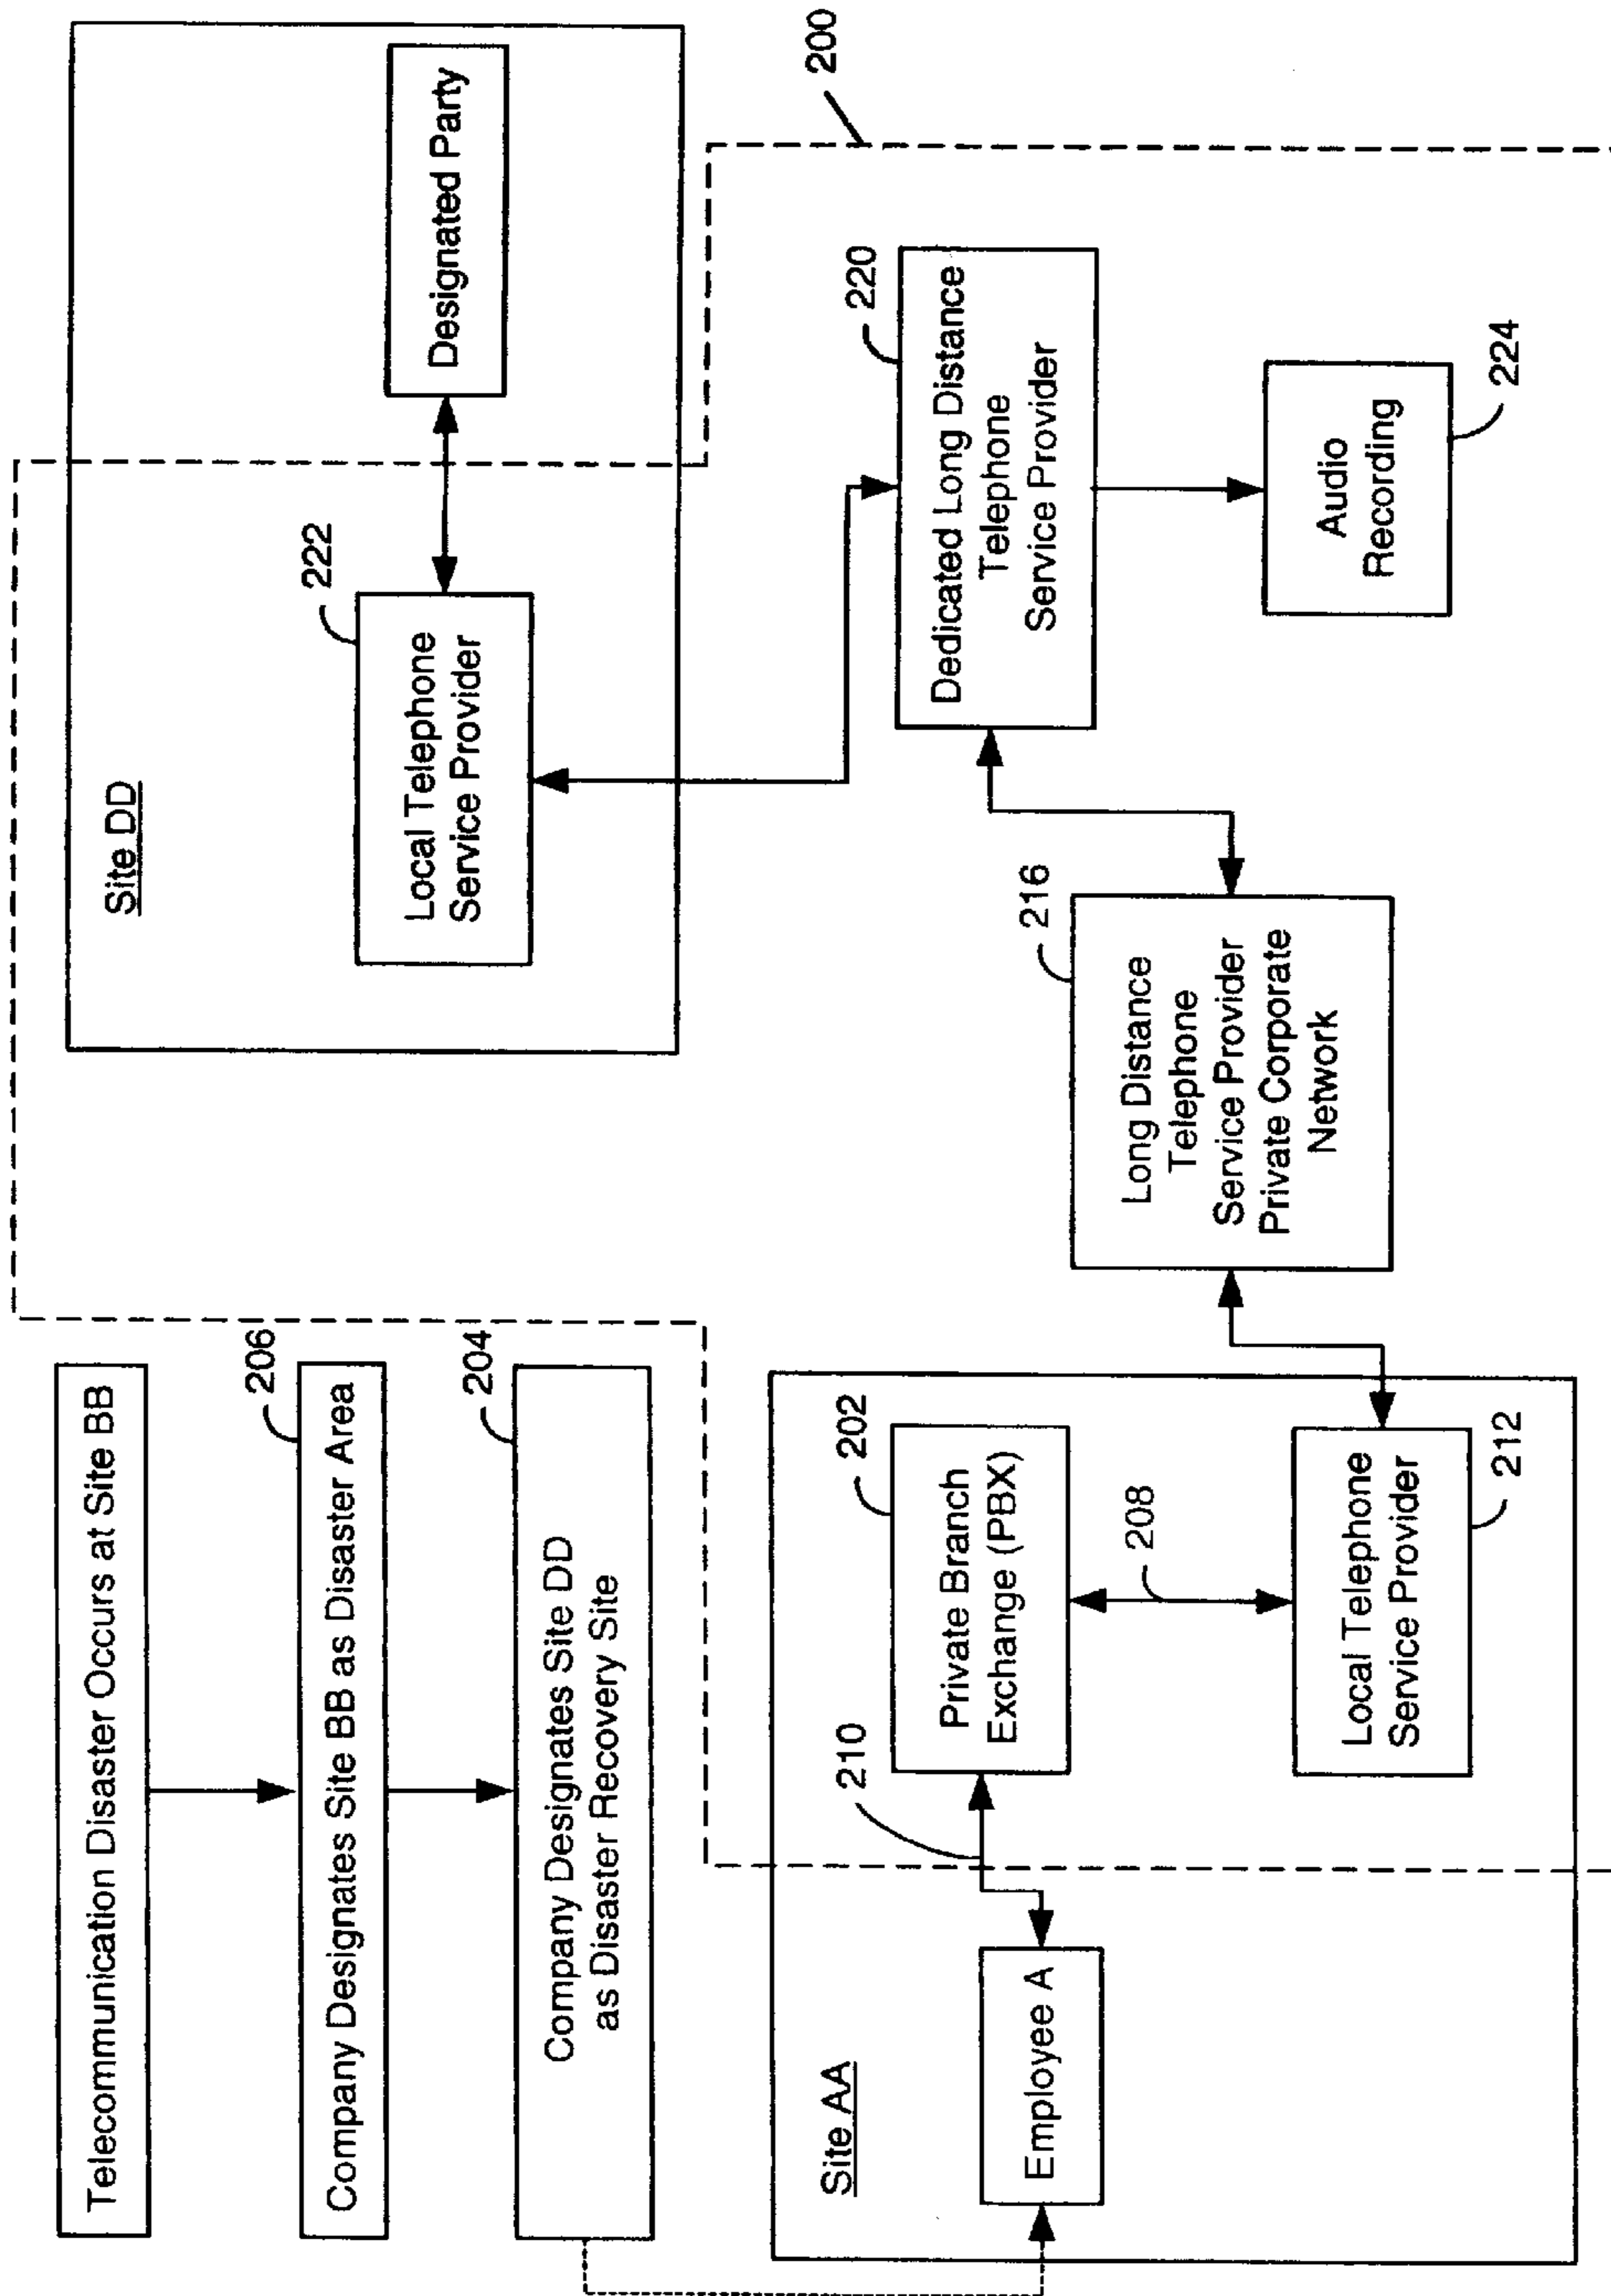 Telecommunication Disaster Occurs at Site BB
206
Company Designates Site BB as Disaster Area
204
Company Designates Site DD
as Disaster Recovery Site
Site DD
222
Local Telephone
Service Provider
Designated Party
200
Site AA
Employee A
210
202
Private Branch
Exchange (PBX)
208
Local Telephone
Service Provider
212
216
Long Distance
Telephone
Service Provider
Private Corporate
Network
220
Dedicated Long Distance
Telephone
Service Provider
Audio
Recording
224